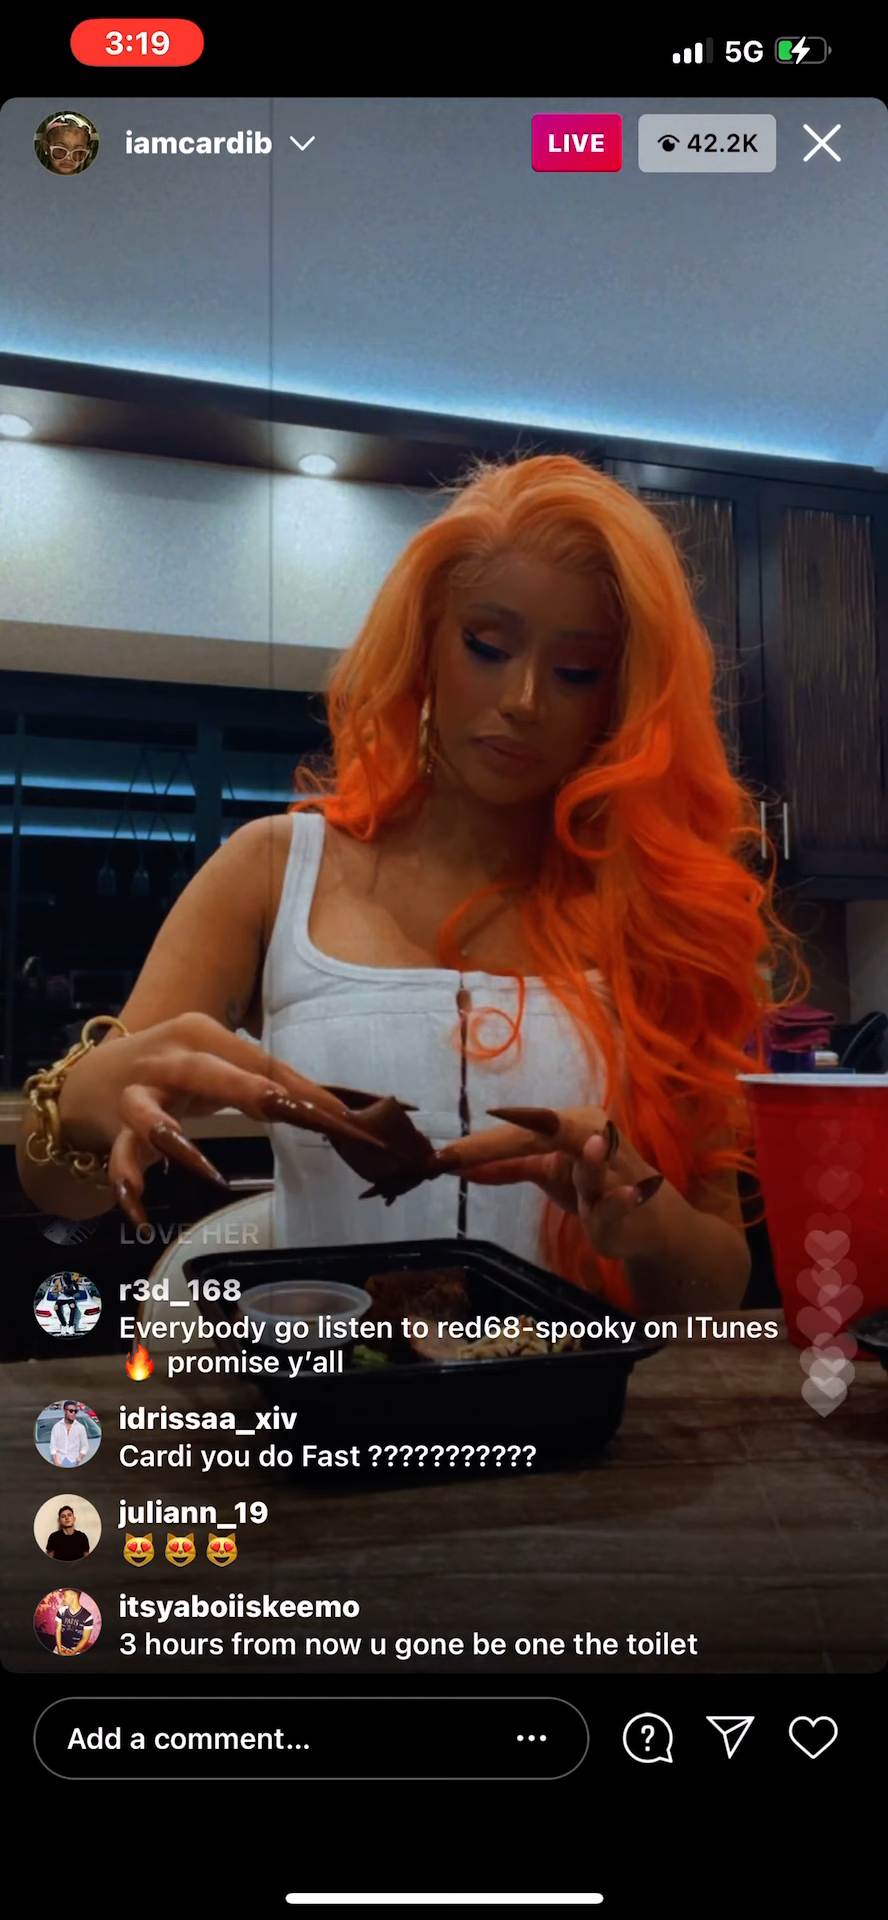 3:19
5G
iamcardib
LIVE
42.2K
LOVE HER
r3d_168
Everybody go listen to red68-spooky on ITunes
🔥 promise y’all
idrissaa_xiv
Cardi you do Fast ???????????
juliann_19
😻 😻 😻
itsyaboiiskeemo
3 hours from now u gone be one the toilet
Add a comment...